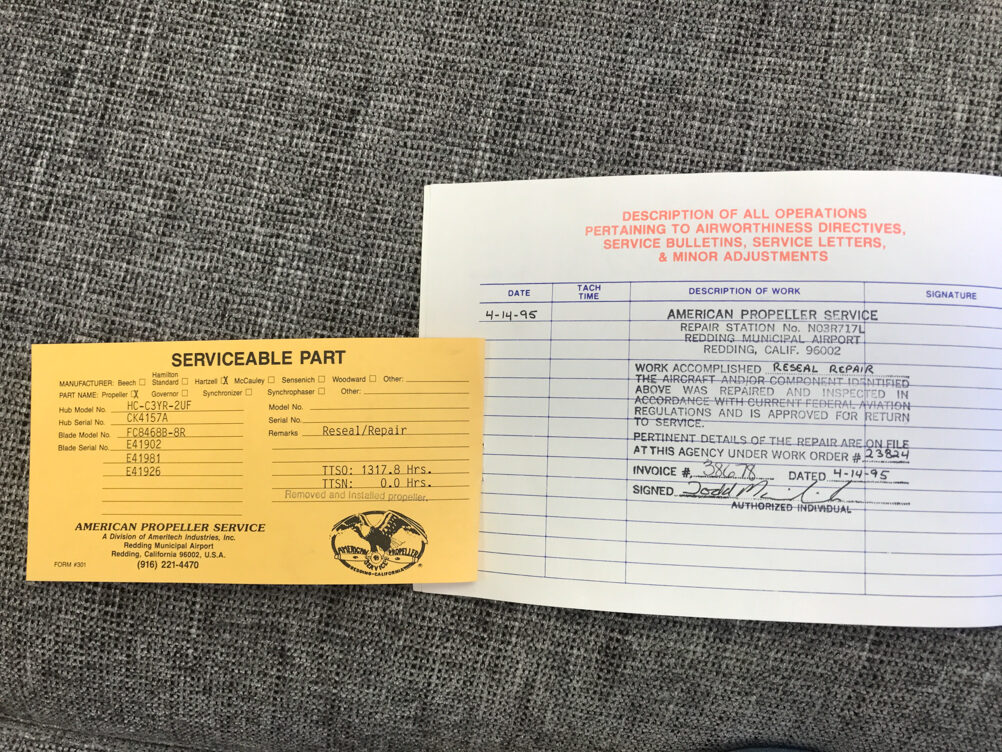 SERVICEABLE PART
MANUFACTURER: Beech ☐ Hamilton Standard ☐ Hartzell ☒ McCauley ☐ Sensenich ☐ Woodward ☐ Other:
PART NAME: Propeller ☒ Governor ☐ Synchronizer ☐ Synchrophaser ☐ Other:
Hub Model No. HC-C3YR-2UF
Hub Serial No. CK4157A
Blade Model No. FC8468B-8R
Blade Serial No. E41902
E41981
E41926
Model No.
Serial No.
Remarks Reseal/Repair
TTSO: 1317.8 Hrs.
TTSN: 0.0 Hrs.
Removed and installed propeller.
AMERICAN PROPELLER SERVICE
A Division of Ameritech Industries, Inc.
Redding Municipal Airport
Redding, California 96002, U.S.A.
(916) 221-4470
FORM #301
AMERICAN PROPELLER
SERVICE
REDDING-CALIFORNIA
®
DESCRIPTION OF ALL OPERATIONS
PERTAINING TO AIRWORTHINESS DIRECTIVES,
SERVICE BULLETINS, SERVICE LETTERS,
& MINOR ADJUSTMENTS
DATE TACH TIME DESCRIPTION OF WORK SIGNATURE
4-14-95
AMERICAN PROPELLER SERVICE
REPAIR STATION No. N03R717L
REDDING MUNICIPAL AIRPORT
REDDING, CALIF. 96002
WORK ACCOMPLISHED RESEAL REPAIR
THE AIRCRAFT AND/OR COMPONENT IDENTIFIED
ABOVE WAS REPAIRED AND INSPECTED IN
ACCORDANCE WITH CURRENT FEDERAL AVIATION
REGULATIONS AND IS APPROVED FOR RETURN
TO SERVICE.
PERTINENT DETAILS OF THE REPAIR ARE ON FILE
AT THIS AGENCY UNDER WORK ORDER # 23824
INVOICE # 38678 DATED 4-14-95
SIGNED Todd
AUTHORIZED INDIVIDUAL